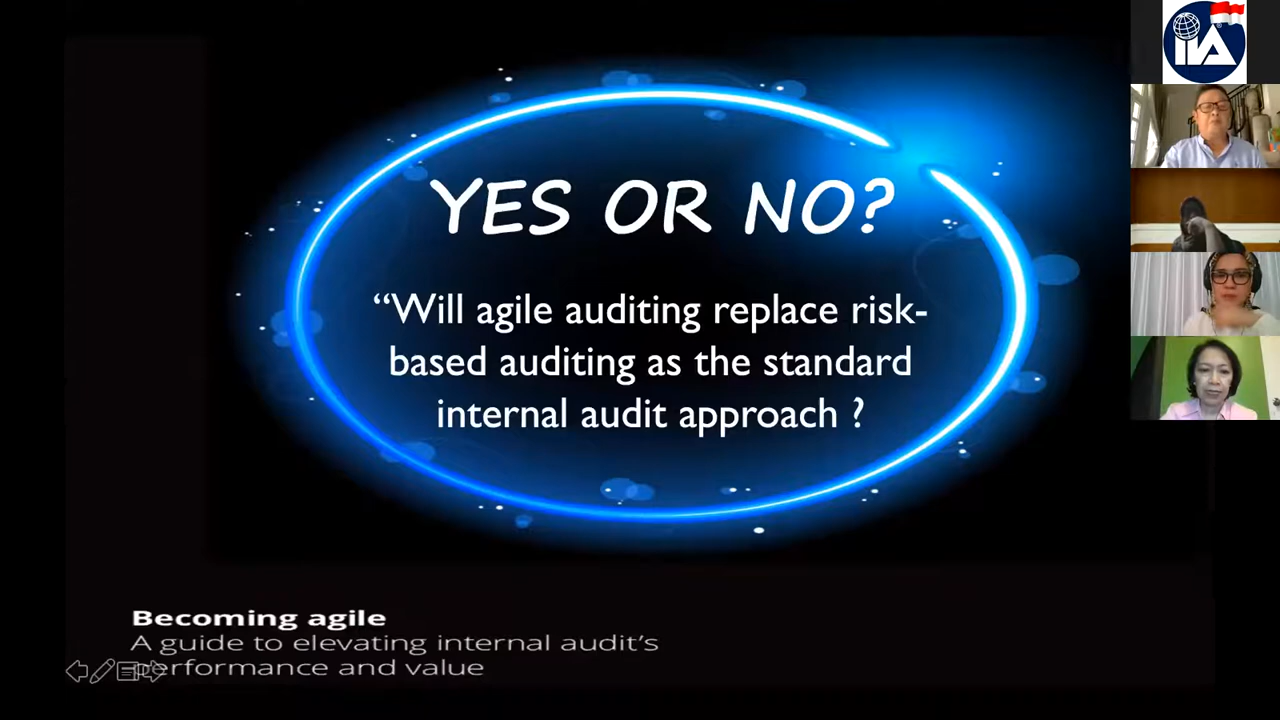 YES OR NO?
“Will agile auditing replace risk-
based auditing as the standard
internal audit approach ?
Becoming agile
A guide to elevating internal audit’s
performance and value
IIA